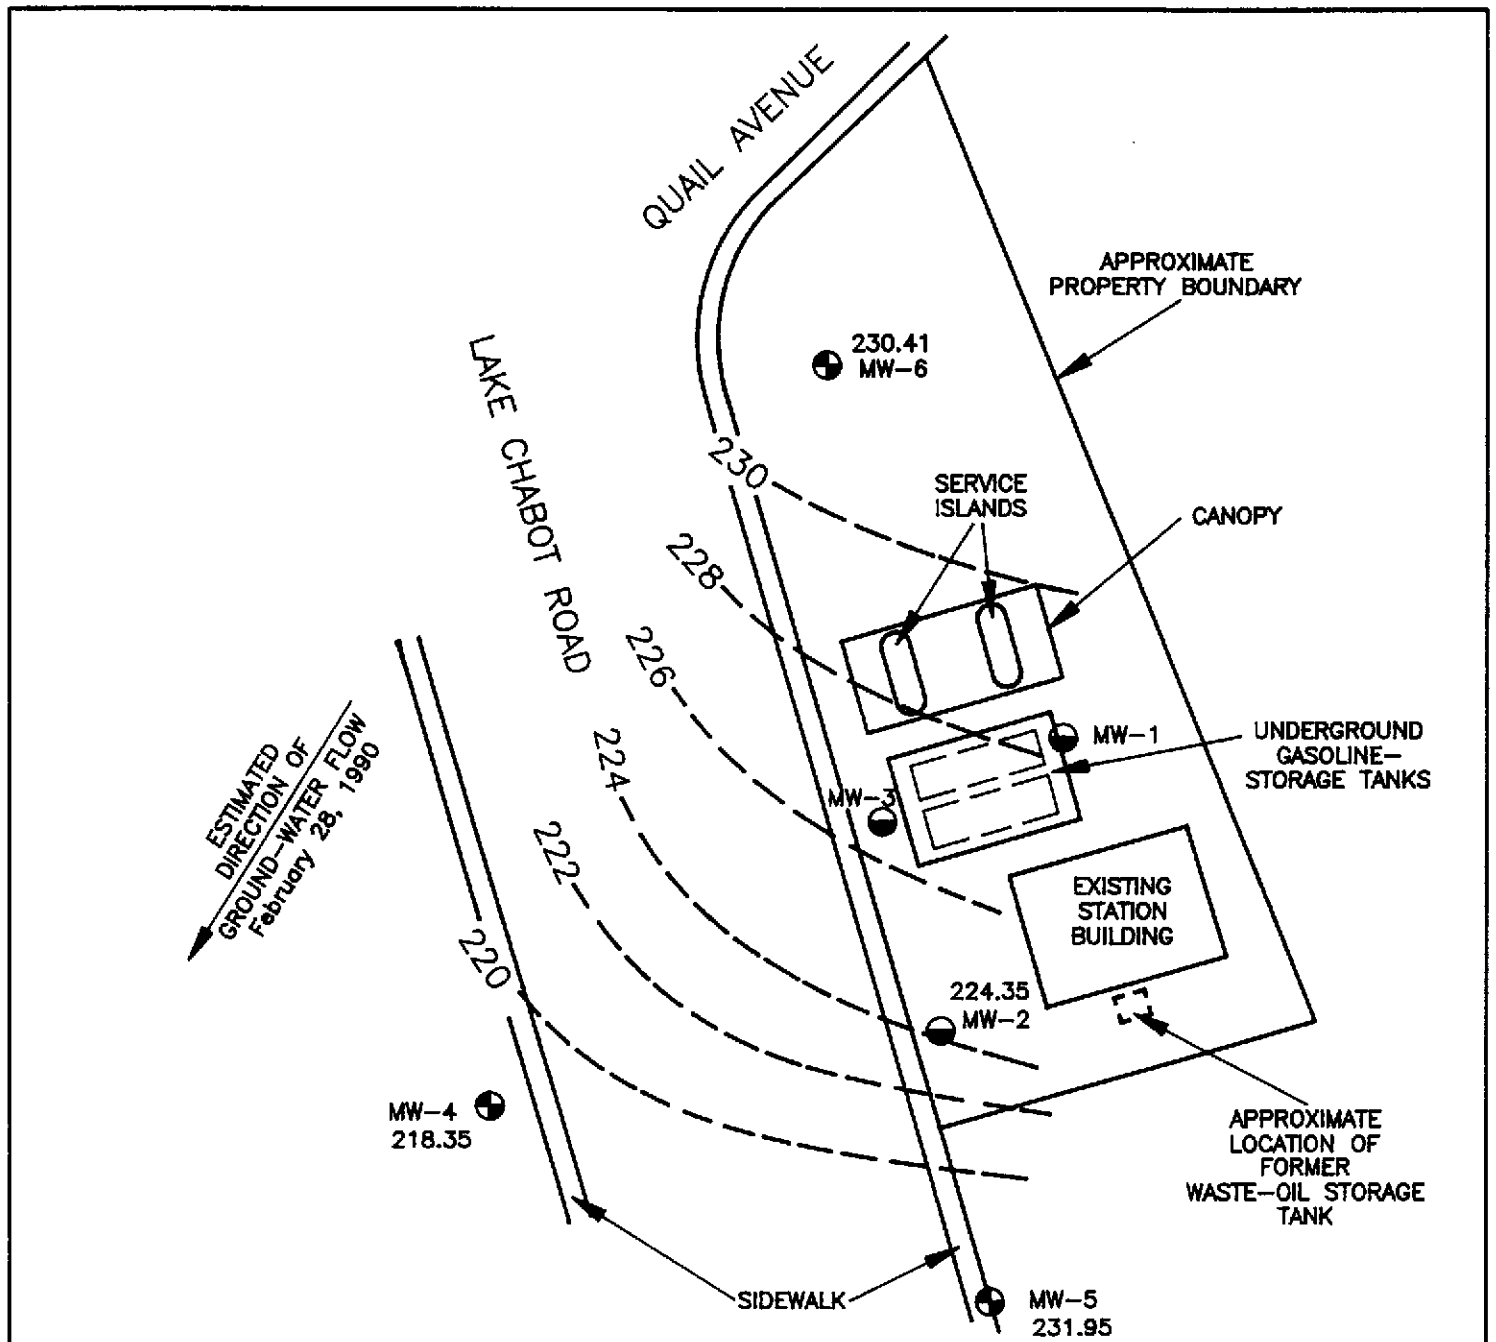 QUAIL AVENUE
APPROXIMATE
PROPERTY BOUNDARY
230.41
MW-6
LAKE CHABOT ROAD
230
SERVICE
ISLANDS
CANOPY
228
226
224
222
220
MW-1
UNDERGROUND
GASOLINE-
STORAGE TANKS
MW-3
ESTIMATED
DIRECTION OF
GROUND-WATER FLOW
February 28, 1990
EXISTING
STATION
BUILDING
224.35
MW-2
MW-4
218.35
APPROXIMATE
LOCATION OF
FORMER
WASTE-OIL STORAGE
TANK
SIDEWALK
MW-5
231.95